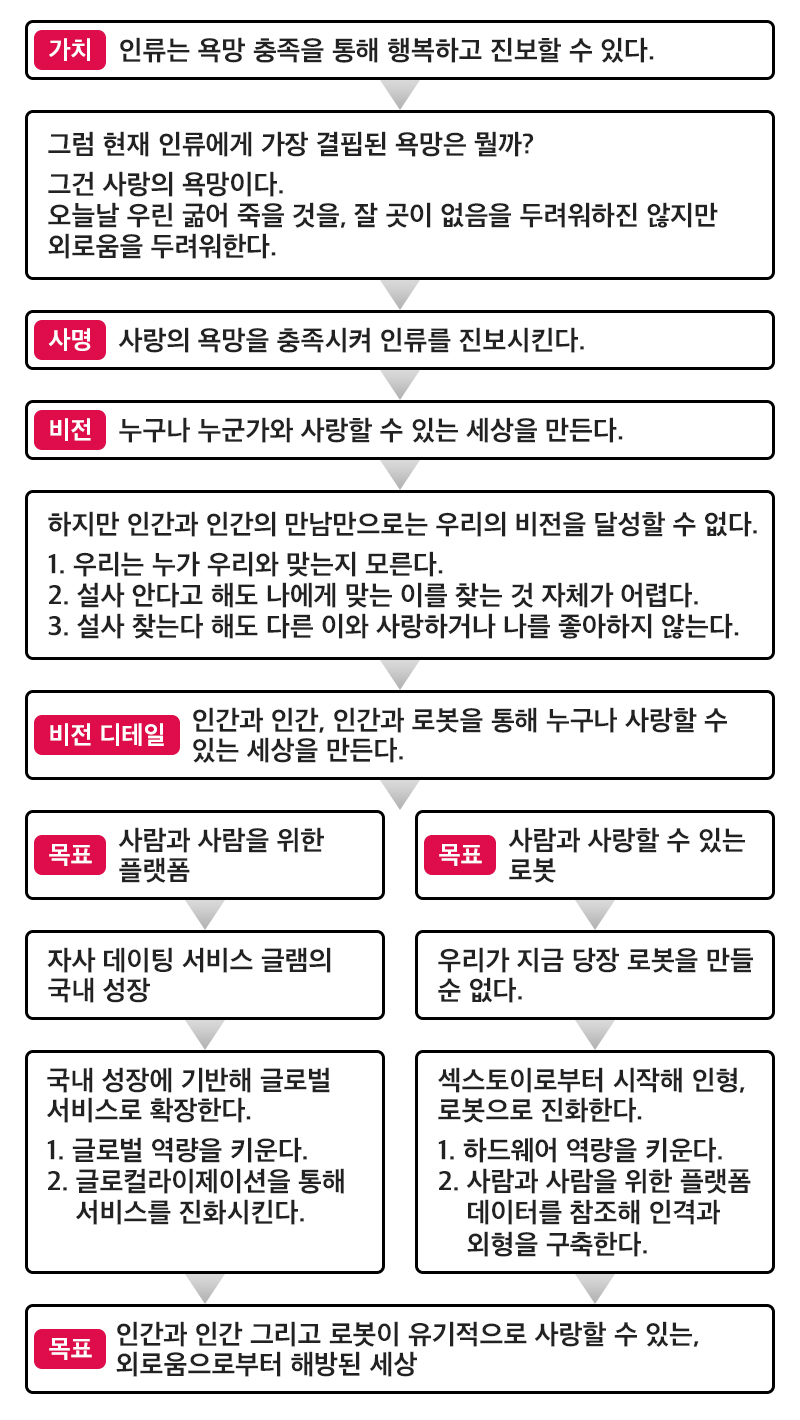 가치 인류는 욕망 충족을 통해 행복하고 진보할 수 있다.
그럼 현재 인류에게 가장 결핍된 욕망은 뭘까?
그건 사랑의 욕망이다.
오늘날 우린 굶어 죽을 것을, 잘 곳이 없음을 두려워하진 않지만
외로움을 두려워한다.
사명 사랑의 욕망을 충족시켜 인류를 진보시킨다.
비전 누구나 누군가와 사랑할 수 있는 세상을 만든다.
하지만 인간과 인간의 만남만으로는 우리의 비전을 달성할 수 없다.
1. 우리는 누가 우리와 맞는지 모른다.
2. 설사 안다고 해도 나에게 맞는 이를 찾는 것 자체가 어렵다.
3. 설사 찾는다 해도 다른 이와 사랑하거나 나를 좋아하지 않는다.
비전 디테일 인간과 인간, 인간과 로봇을 통해 누구나 사랑할 수
있는 세상을 만든다.
목표 사람과 사람을 위한
플랫폼
자사 데이팅 서비스 글램의
국내 성장
국내 성장에 기반해 글로벌
서비스로 확장한다.
1. 글로벌 역량을 키운다.
2. 글로컬라이제이션을 통해
서비스를 진화시킨다.
목표 사람과 사랑할 수 있는
로봇
우리가 지금 당장 로봇을 만들
순 없다.
섹스토이로부터 시작해 인형,
로봇으로 진화한다.
1. 하드웨어 역량을 키운다.
2. 사람과 사람을 위한 플랫폼
데이터를 참조해 인격과
외형을 구축한다.
목표 인간과 인간 그리고 로봇이 유기적으로 사랑할 수 있는,
외로움으로부터 해방된 세상